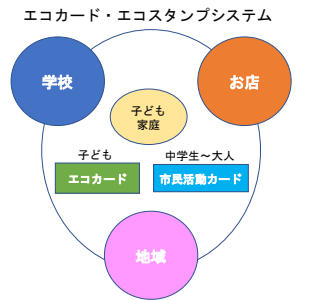 エコカード・エコスタンプシステム
学校
お店
子ども
家庭
子ども
中学生～大人
エコカード
市民活動カード
地域